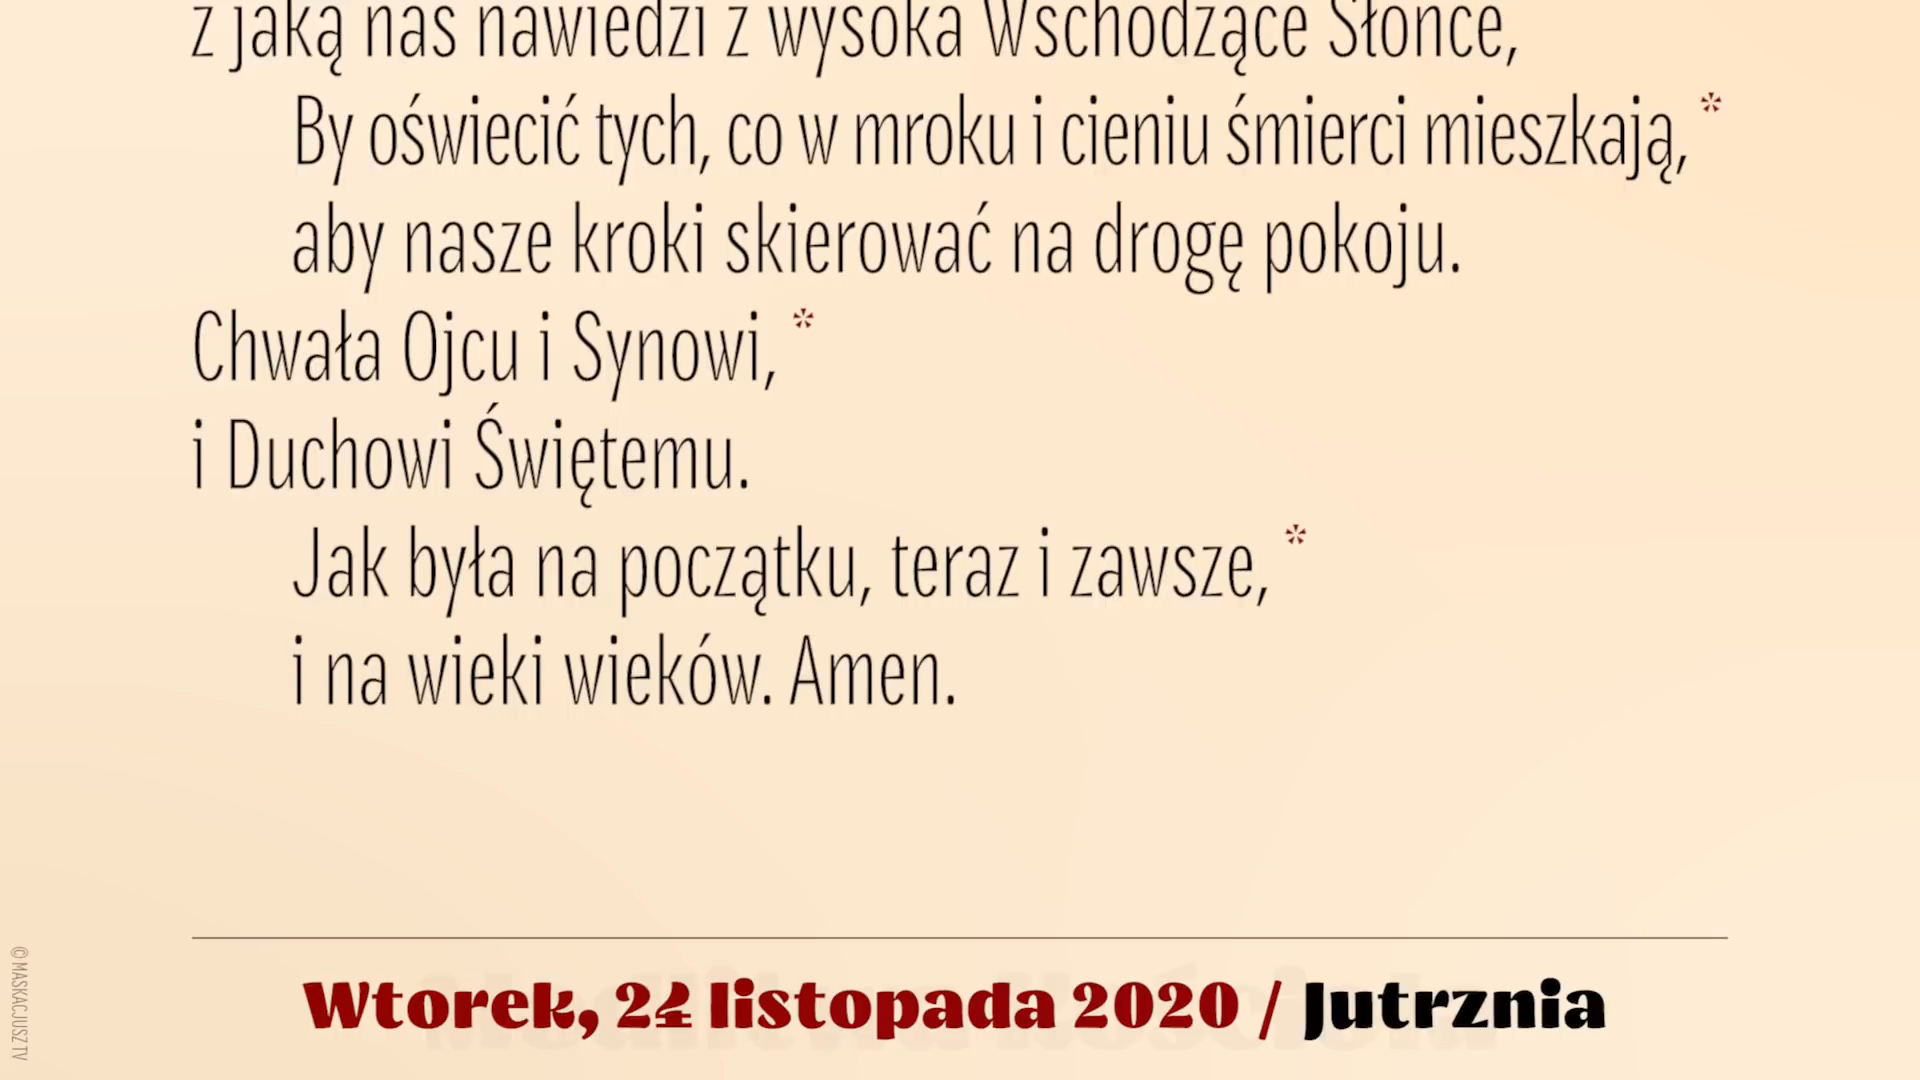 z jaką nas nawiedzi z wysoka Wschodzące Słońce,
By oświecić tych, co w mroku i cieniu śmierci mieszkają, *
aby nasze kroki skierować na drogę pokoju.
Chwała Ojcu i Synowi, *
i Duchowi Świętemu.
Jak była na początku, teraz i zawsze, *
i na wieki wieków. Amen.
Wtorek, 24 listopada 2020 / Jutrznia
© MASKACJUSZ TV